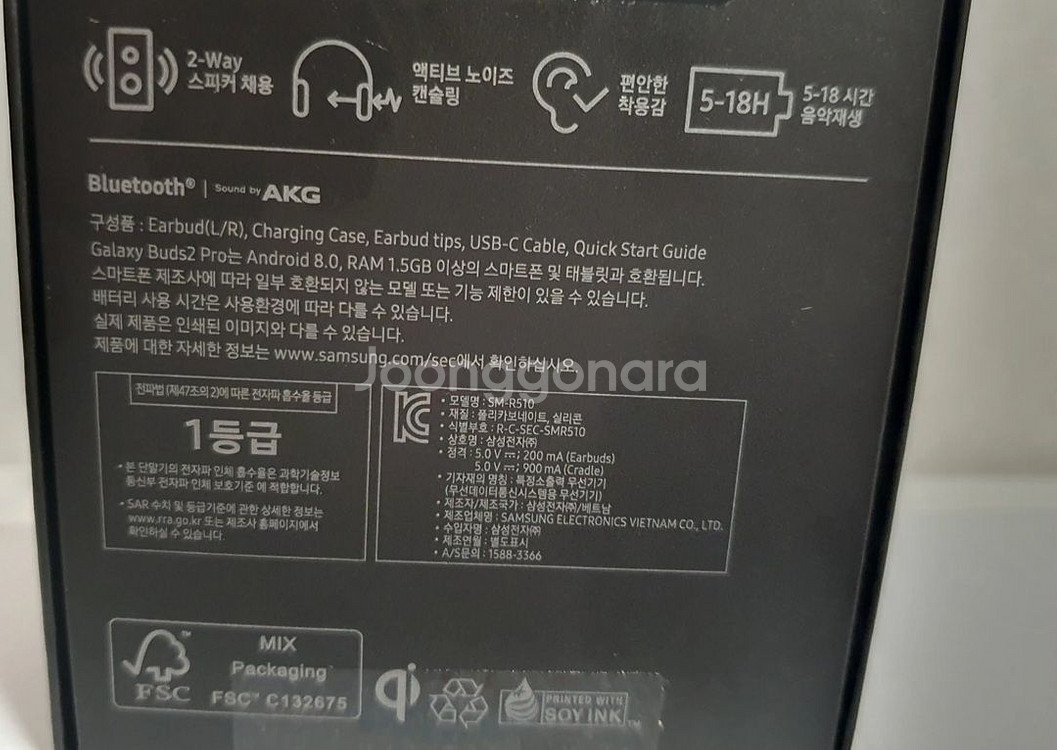 2-Way
스피커 채용
액티브 노이즈
캔슬링
편안한
착용감
5-18H
5-18 시간
음악재생
Bluetooth® | Sound by AKG
구성품 : Earbud(L/R), Charging Case, Earbud tips, USB-C Cable, Quick Start Guide
Galaxy Buds2 Pro는 Android 8.0, RAM 1.5GB 이상의 스마트폰 및 태블릿과 호환됩니다.
스마트폰 제조사에 따라 일부 호환되지 않는 모델 또는 기능 제한이 있을 수 있습니다.
배터리 사용 시간은 사용환경에 따라 다를 수 있습니다.
실제 제품은 인쇄된 이미지와 다를 수 있습니다.
제품에 대한 자세한 정보는 www.samsung.com/sec에서 확인하십시오.
Joonggonara
전파법 (제47조의 2)에 따른 전자파 흡수율 등급
1등급
• 본 단말기의 전자파 인체 흡수율은 과학기술정보
통신부 전자파 인체 보호기준에 적합합니다.
• SAR 수치 및 등급기준에 관한 상세한 정보는
www.rra.go.kr 또는 제조사 홈페이지에서
확인하실 수 있습니다.
• 모델명 : SM-R510
• 재질 : 폴리카보네이트, 실리콘
• 식별부호 : R-C-SEC-SMR510
• 상호명 : 삼성전자㈜
• 정격 : 5.0 V ⎓; 200 mA (Earbuds)
5.0 V ⎓; 900 mA (Cradle)
• 기자재의 명칭 : 특정소출력 무선기기
(무선데이터통신시스템용 무선기기)
• 제조자/제조국가 : 삼성전자㈜/베트남
• 제조업체명 : SAMSUNG ELECTRONICS VIETNAM CO., LTD.
• 수입자명 : 삼성전자㈜
• 제조연월 : 별도표시
• A/S문의 : 1588-3366
FSC™
MIX
Packaging
FSC™ C132675
qi
PRINTED WITH
SOY INK™